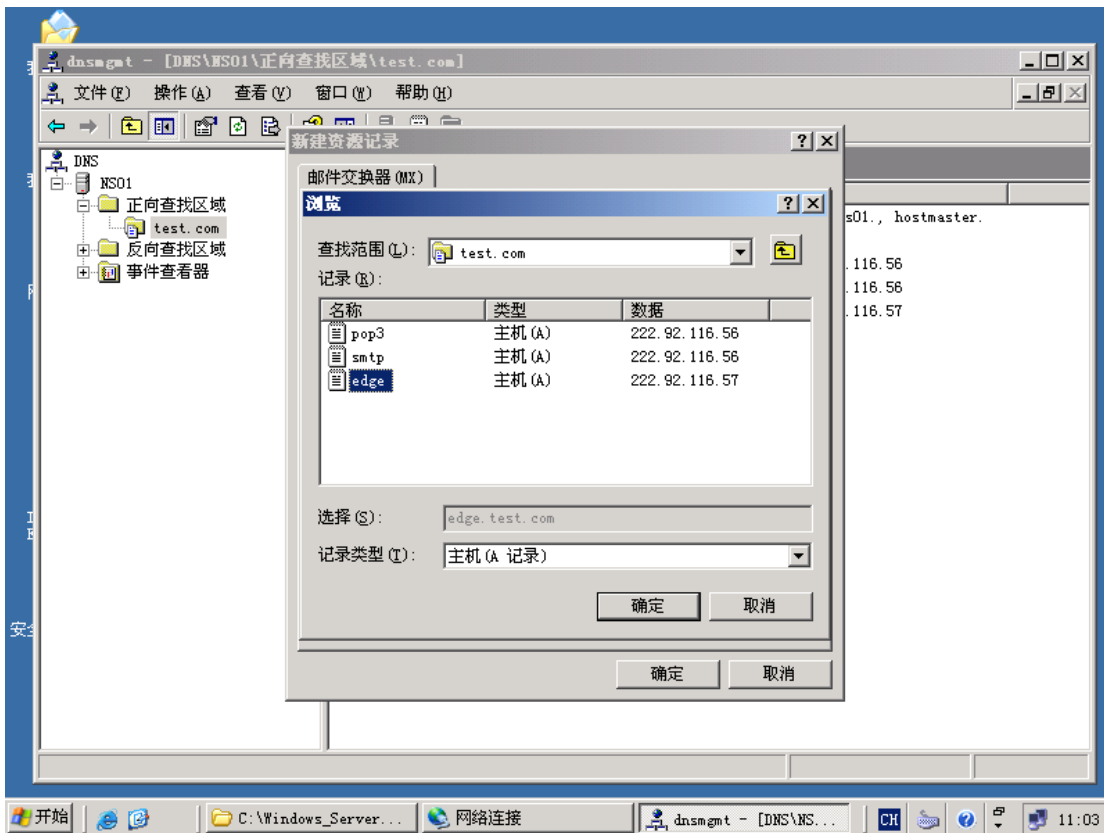 dnsmgmt - [DNS\NS01\正向查找区域\test.com]
文件(F) 操作(A) 查看(V) 窗口(W) 帮助(H)
DNS
NS01
正向查找区域
test.com
反向查找区域
事件查看器
新建资源记录
邮件交换器(MX)
浏览
查找范围(L): test.com
记录(R):
名称 类型 数据
pop3 主机(A) 222.92.116.56
smtp 主机(A) 222.92.116.56
edge 主机(A) 222.92.116.57
选择(S): edge.test.com
记录类型(T): 主机(A 记录)
确定 取消
确定 取消
s01., hostmaster.
.116.56
.116.56
.116.57
安全
开始 C:\Windows_Server... 网络连接 dnsmgmt - [DNS\NS... CH 11:03